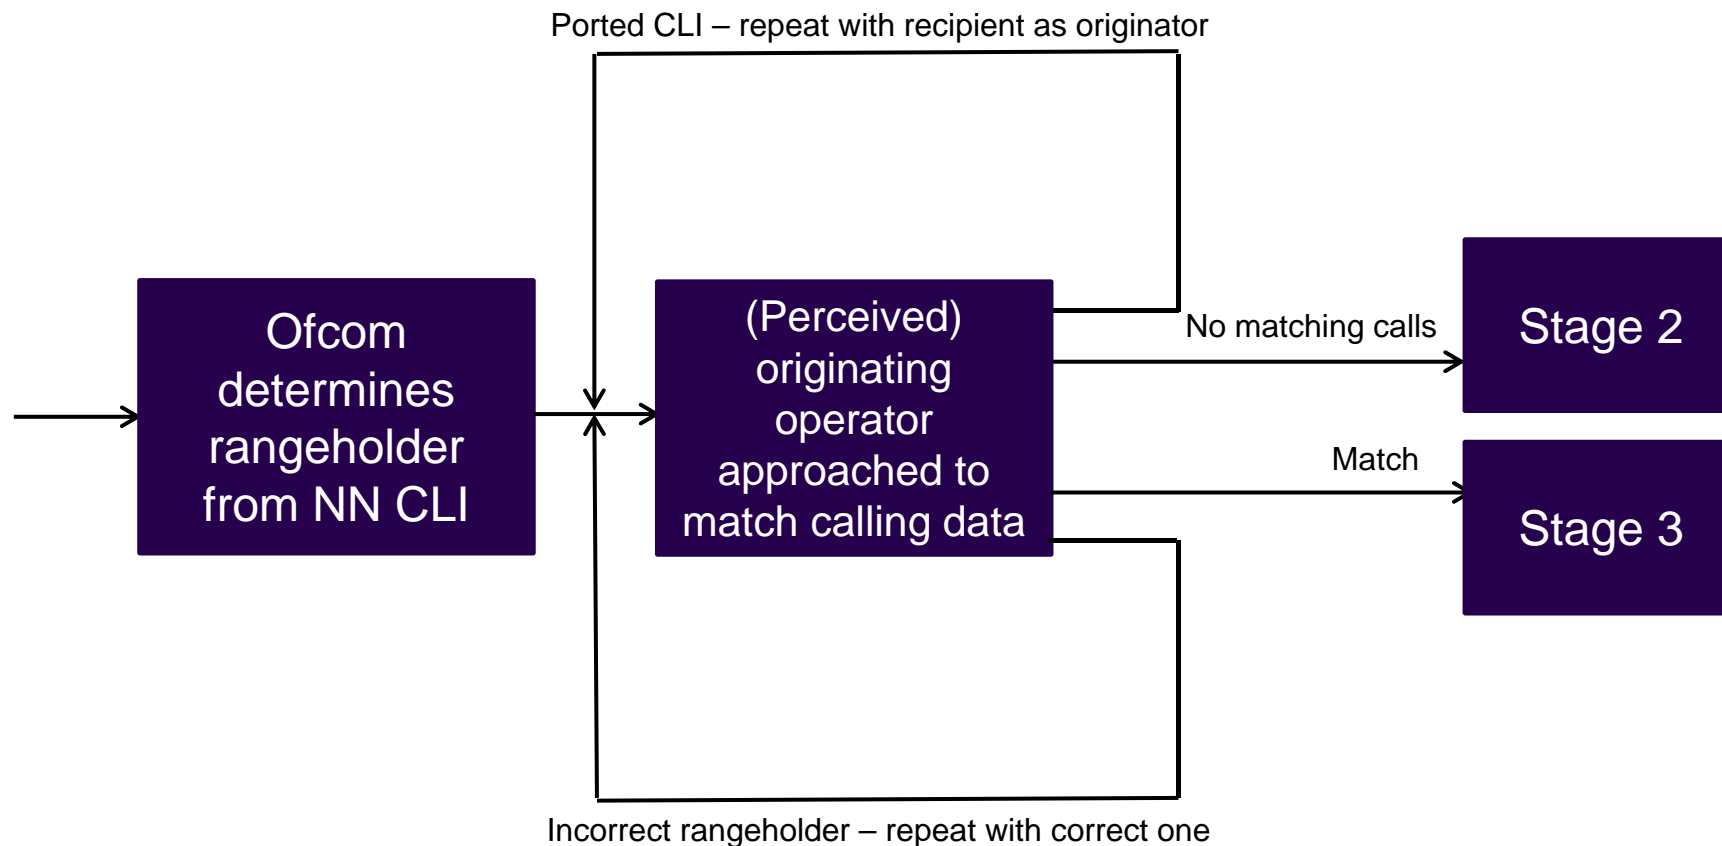 Ported CLI – repeat with recipient as originator
Ofcom
determines
rangeholder
from NN CLI
(Perceived)
originating
operator
approached to
match calling data
No matching calls
Stage 2
Match
Stage 3
Incorrect rangeholder – repeat with correct one